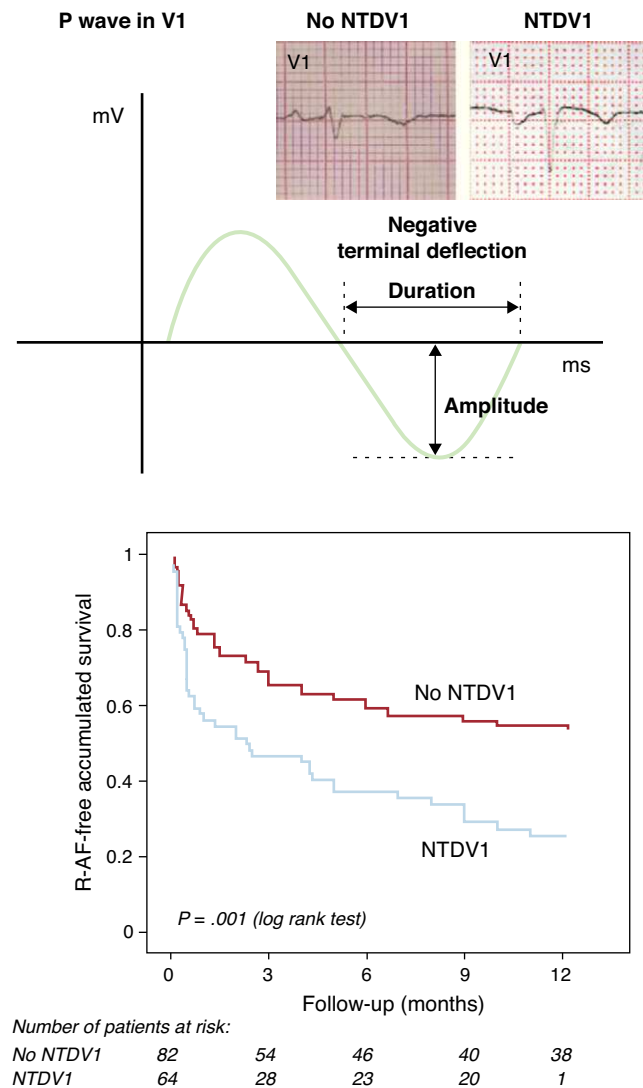 P wave in V1 No NTDV1 NTDV1
V1 V1
mV
Negative
terminal deflection
Duration
ms
Amplitude
1
0.8
0.6
0.4
0.2
0
R-AF-free accumulated survival
No NTDV1
NTDV1
P = .001 (log rank test)
0 3 6 9 12
Follow-up (months)
Number of patients at risk:
No NTDV1 82 54 46 40 38
NTDV1 64 28 23 20 1